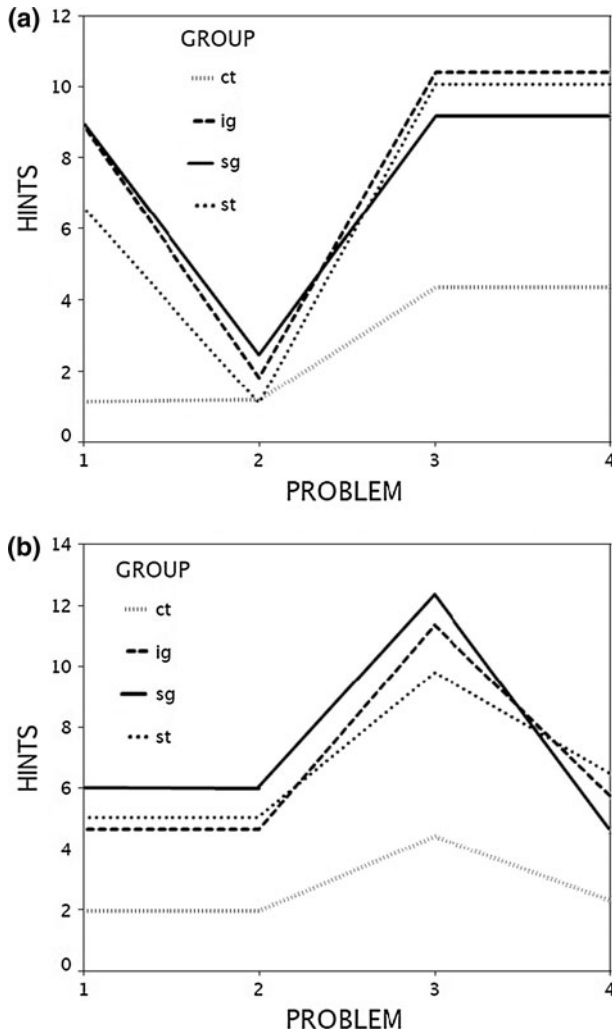 (a)
12
10
8
6
4
2
0
HINTS
GROUP
ct
ig
sg
st
1 2 3 4
PROBLEM
(b)
14
12
10
8
6
4
2
0
HINTS
GROUP
ct
ig
sg
st
1 2 3 4
PROBLEM